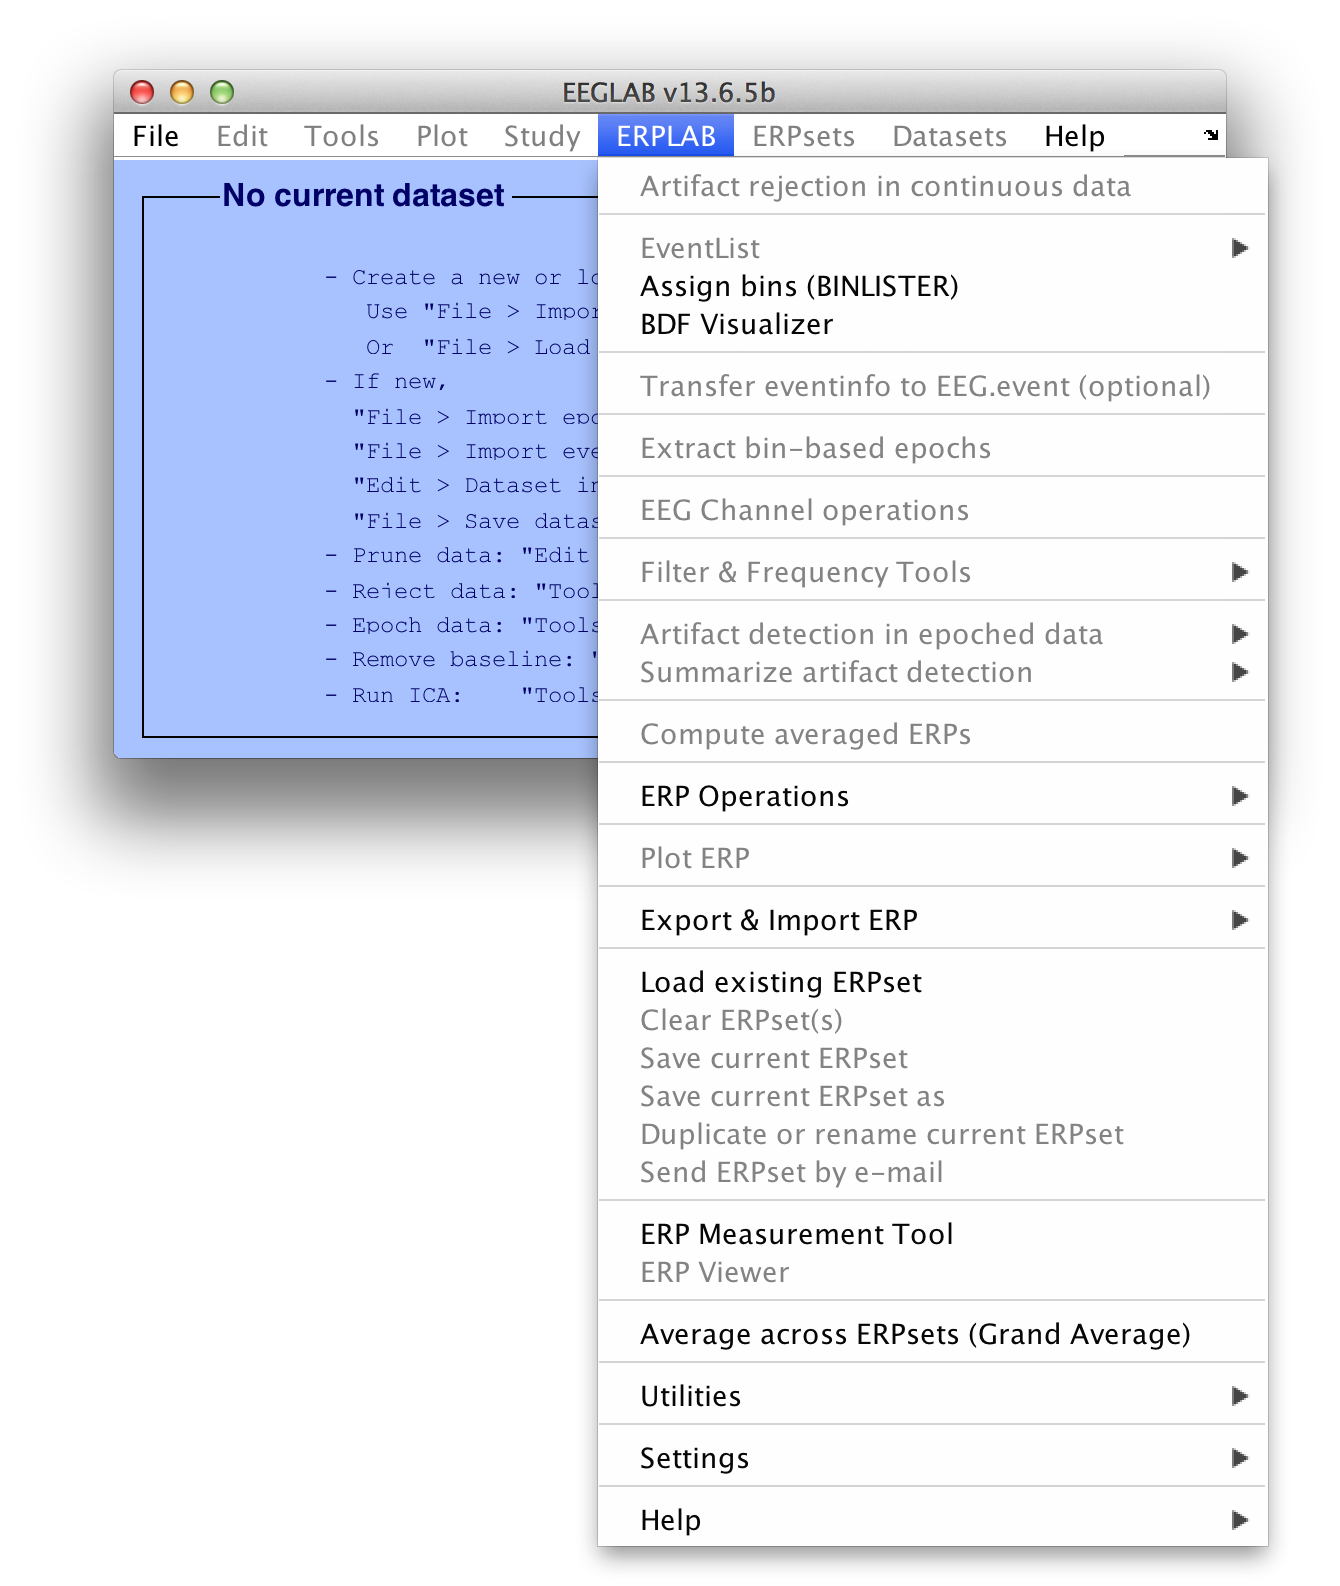 EEGLAB v13.6.5b
File Edit Tools Plot Study ERPLAB ERPsets Datasets Help
No current dataset
- Create a new or lo
Use "File > Impor
Or "File > Load
- If new,
"File > Import epo
"File > Import eve
"Edit > Dataset in
"File > Save datas
- Prune data: "Edit
- Reject data: "Tool
- Epoch data: "Tools
- Remove baseline: "
- Run ICA: "Tools
Artifact rejection in continuous data
EventList
Assign bins (BINLISTER)
BDF Visualizer
Transfer eventinfo to EEG.event (optional)
Extract bin-based epochs
EEG Channel operations
Filter & Frequency Tools
Artifact detection in epoched data
Summarize artifact detection
Compute averaged ERPs
ERP Operations
Plot ERP
Export & Import ERP
Load existing ERPset
Clear ERPset(s)
Save current ERPset
Save current ERPset as
Duplicate or rename current ERPset
Send ERPset by e-mail
ERP Measurement Tool
ERP Viewer
Average across ERPsets (Grand Average)
Utilities
Settings
Help